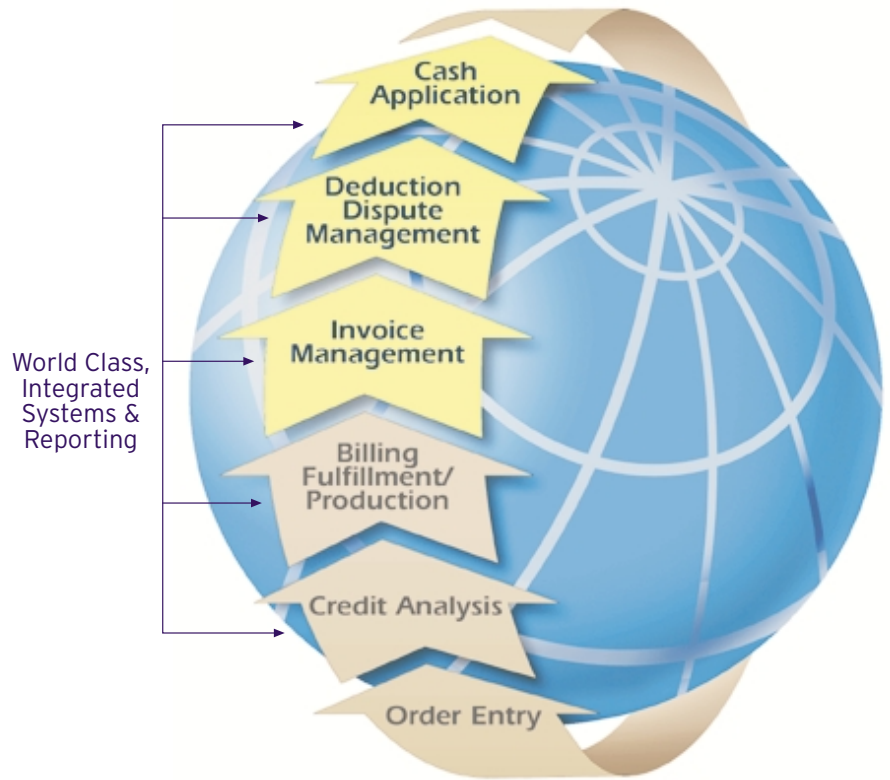 Cash
Application
Deduction
Dispute
Management
Invoice
Management
World Class,
Integrated
Systems &
Reporting
Billing
Fulfillment/
Production
Credit Analysis
Order Entry